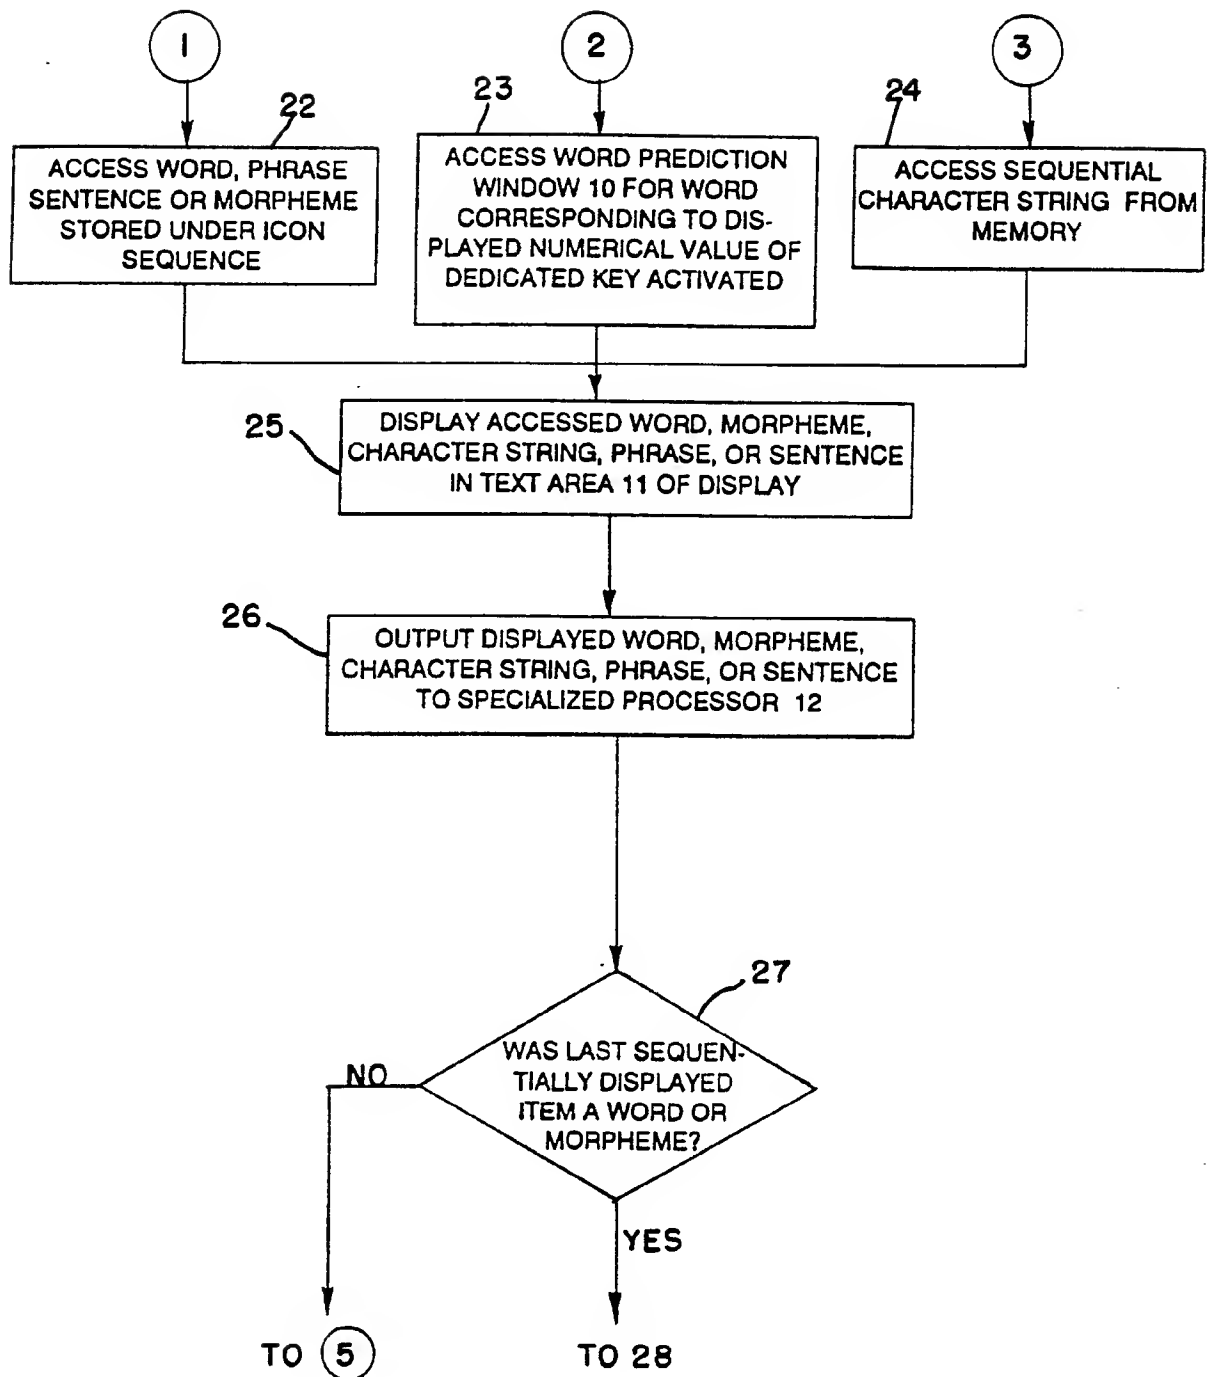 1
2
3
22
23
24
ACCESS WORD, PHRASE
SENTENCE OR MORPHEME
STORED UNDER ICON
SEQUENCE
ACCESS WORD PREDICTION
WINDOW 10 FOR WORD
CORRESPONDING TO DIS-
PLAYED NUMERICAL VALUE OF
DEDICATED KEY ACTIVATED
ACCESS SEQUENTIAL
CHARACTER STRING FROM
MEMORY
25
DISPLAY ACCESSED WORD, MORPHEME,
CHARACTER STRING, PHRASE, OR SENTENCE
IN TEXT AREA 11 OF DISPLAY
26
OUTPUT DISPLAYED WORD, MORPHEME,
CHARACTER STRING, PHRASE, OR SENTENCE
TO SPECIALIZED PROCESSOR 12
27
WAS LAST SEQUEN-
TIALLY DISPLAYED
ITEM A WORD OR
MORPHEME?
NO
YES
TO 5
TO 28